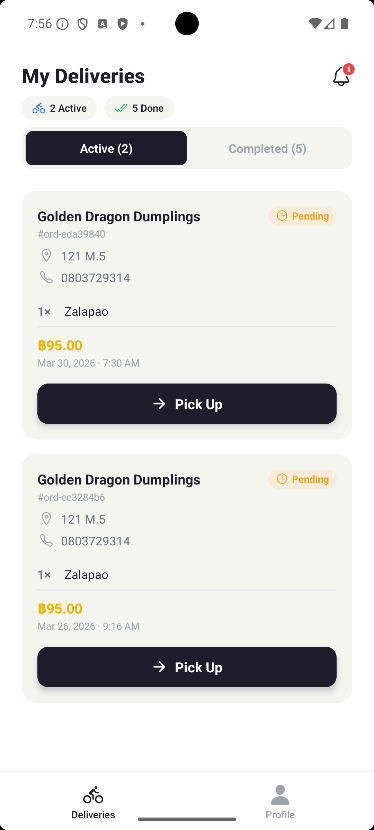 7:56
My Deliveries
1
2 Active
5 Done
Active (2)
Completed (5)
Golden Dragon Dumplings
Pending
#ord-eda39840
121 M.5
0803729314
1× Zalapao
฿95.00
Mar 30, 2026 · 7:30 AM
→ Pick Up
Golden Dragon Dumplings
Pending
#ord-ee3284b6
121 M.5
0803729314
1× Zalapao
฿95.00
Mar 26, 2026 · 9:16 AM
→ Pick Up
Deliveries
Profile